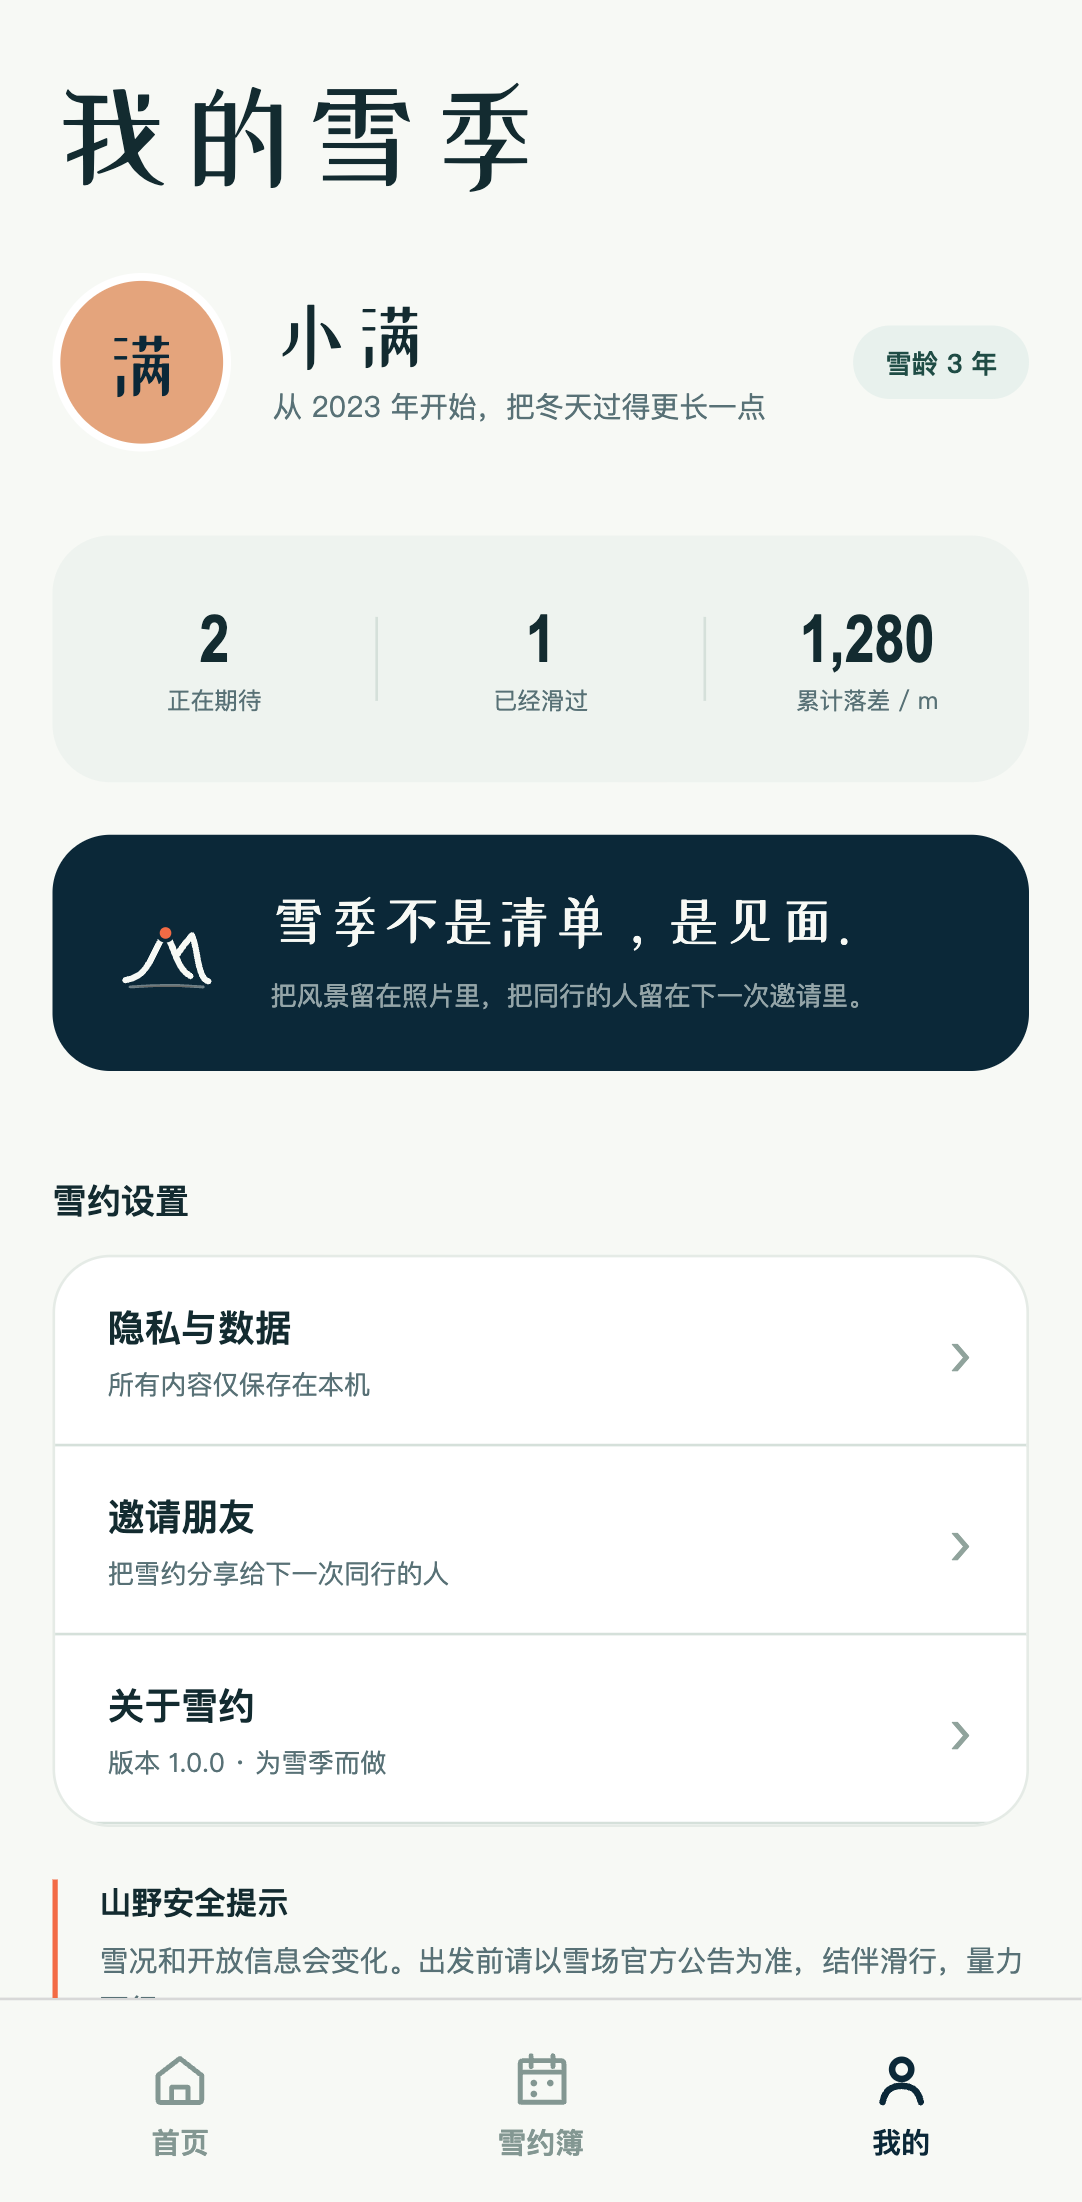 我的雪季
满
小满
从 2023 年开始，把冬天过得更长一点
雪龄 3 年
2
正在期待
1
已经滑过
1,280
累计落差 / m
雪季不是清单，是见面.
把风景留在照片里，把同行的人留在下一次邀请里。
雪约设置
隐私与数据
所有内容仅保存在本机
邀请朋友
把雪约分享给下一次同行的人
关于雪约
版本 1.0.0 · 为雪季而做
山野安全提示
雪况和开放信息会变化。出发前请以雪场官方公告为准，结伴滑行，量力
首页
雪约簿
我的